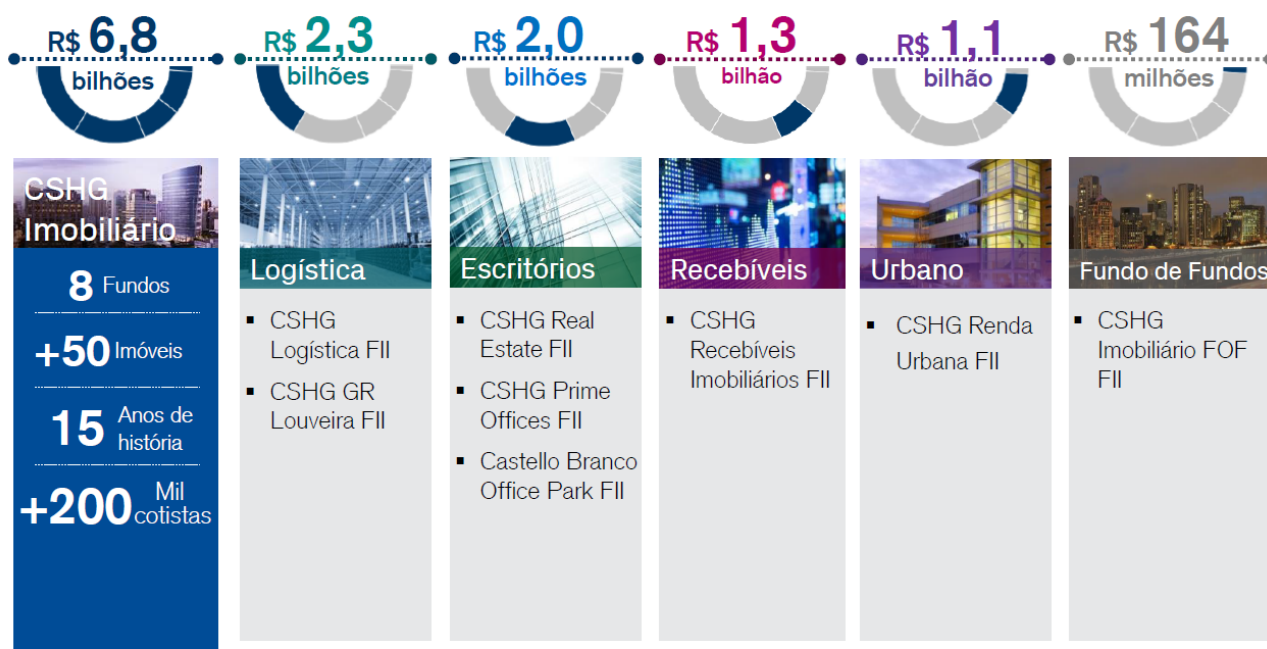 R$ 6,8
bilhões
CSHG
Imobiliário
8 Fundos
+50 Imóveis
15 Anos de
história
+200 Mil
cotistas
R$ 2,3
bilhões
Logística
▪ CSHG
Logística FII
▪ CSHG GR
Louveira FII
R$ 2,0
bilhões
Escritórios
▪ CSHG Real
Estate FII
▪ CSHG Prime
Offices FII
▪ Castello Branco
Office Park FII
R$ 1,3
bilhão
Recebíveis
▪ CSHG
Recebíveis
Imobiliários FII
R$ 1,1
bilhão
Urbano
▪ CSHG Renda
Urbana FII
R$ 164
milhões
Fundo de Fundos
▪ CSHG
Imobiliário FOF
FII